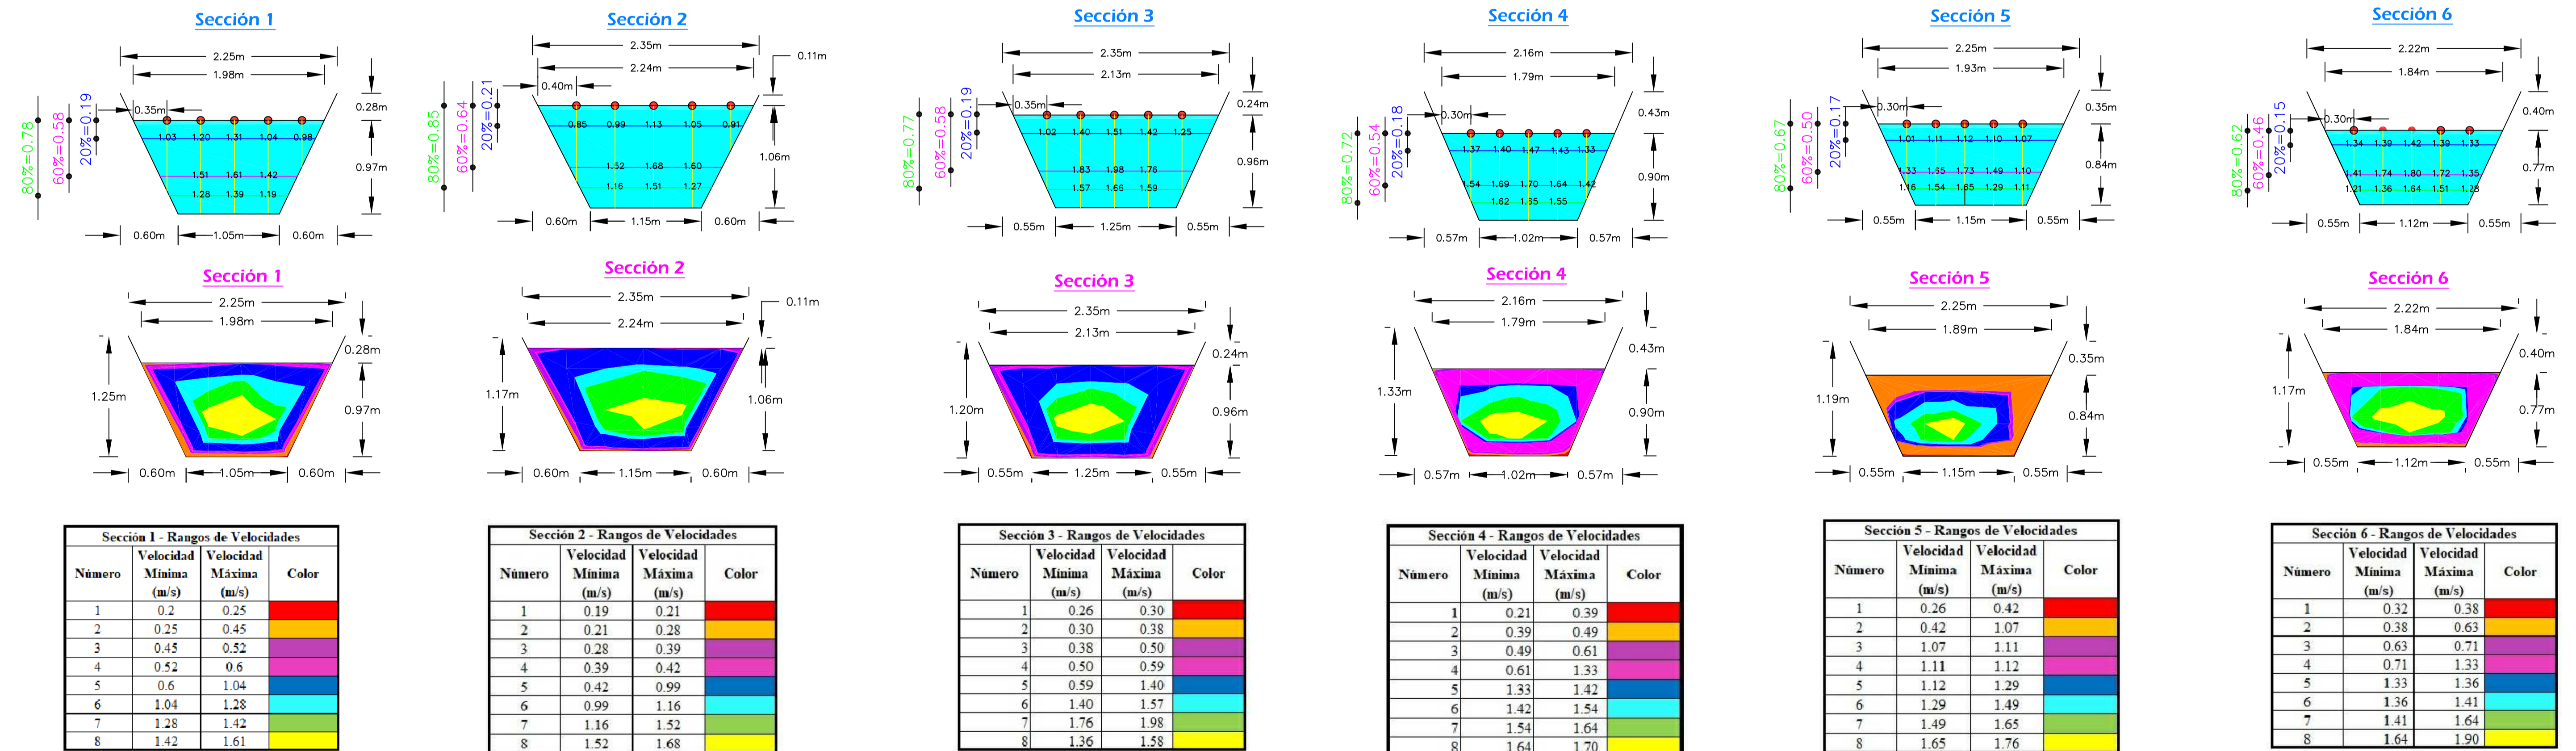 Sección 1
2.25m
1.98m
0.35m
0.28m
80%=0.78
60%=0.58
20%=0.19
1.03 1.20 1.31 1.04 0.98
1.51 1.61 1.42
1.28 1.39 1.19
0.97m
0.60m 1.05m 0.60m
Sección 2
2.35m
2.24m
0.11m
0.40m
80%=0.85
60%=0.64
20%=0.21
0.85 0.99 1.13 1.05 0.91
1.52 1.68 1.60
1.16 1.51 1.27
1.06m
0.60m 1.15m 0.60m
Sección 3
2.35m
2.13m
0.35m
0.24m
80%=0.77
60%=0.58
20%=0.19
1.02 1.40 1.51 1.42 1.25
1.83 1.98 1.76
1.57 1.66 1.59
0.96m
0.55m 1.25m 0.55m
Sección 4
2.16m
1.79m
0.30m
0.43m
80%=0.72
60%=0.54
20%=0.18
1.37 1.40 1.47 1.43 1.33
1.54 1.69 1.70 1.64 1.42
1.62 1.65 1.55
0.90m
0.57m 1.02m 0.57m
Sección 5
2.25m
1.93m
0.30m
0.35m
80%=0.67
60%=0.50
20%=0.17
1.01 1.11 1.12 1.10 1.07
1.33 1.73 1.49 1.10
1.16 1.54 1.65 1.29 1.11
0.84m
0.55m 1.15m 0.55m
Sección 6
2.22m
1.84m
0.30m
0.40m
80%=0.62
60%=0.46
20%=0.15
1.34 1.39 1.42 1.39 1.33
1.41 1.74 1.80 1.72 1.35
1.21 1.36 1.64 1.51 1.28
0.77m
0.55m 1.12m 0.55m
Sección 1
2.25m
1.98m
0.28m
1.25m
0.97m
0.60m 1.05m 0.60m
Sección 2
2.35m
2.24m
0.11m
1.17m
1.06m
0.60m 1.15m 0.60m
Sección 3
2.35m
2.13m
0.24m
1.20m
0.96m
0.55m 1.25m 0.55m
Sección 4
2.16m
1.79m
0.43m
1.33m
0.90m
0.57m 1.02m 0.57m
Sección 5
2.25m
1.89m
0.35m
1.19m
0.84m
0.55m 1.15m 0.55m
Sección 6
2.22m
1.84m
0.40m
1.17m
0.77m
0.55m 1.12m 0.55m
Sección 1 - Rangos de Velocidades
Número Velocidad Mínima (m/s) Velocidad Máxima (m/s) Color
1 0.2 0.25
2 0.25 0.45
3 0.45 0.52
4 0.52 0.6
5 0.6 1.04
6 1.04 1.28
7 1.28 1.42
8 1.42 1.61
Sección 2 - Rangos de Velocidades
Número Velocidad Mínima (m/s) Velocidad Máxima (m/s) Color
1 0.19 0.21
2 0.21 0.28
3 0.28 0.39
4 0.39 0.42
5 0.42 0.99
6 0.99 1.16
7 1.16 1.52
8 1.52 1.68
Sección 3 - Rangos de Velocidades
Número Velocidad Mínima (m/s) Velocidad Máxima (m/s) Color
1 0.26 0.30
2 0.30 0.38
3 0.38 0.50
4 0.50 0.59
5 0.59 1.40
6 1.40 1.57
7 1.76 1.98
8 1.36 1.58
Sección 4 - Rangos de Velocidades
Número Velocidad Mínima (m/s) Velocidad Máxima (m/s) Color
1 0.21 0.39
2 0.39 0.49
3 0.49 0.61
4 0.61 1.33
5 1.33 1.42
6 1.42 1.54
7 1.54 1.64
8 1.64 1.70
Sección 5 - Rangos de Velocidades
Número Velocidad Mínima (m/s) Velocidad Máxima (m/s) Color
1 0.26 0.42
2 0.42 1.07
3 1.07 1.11
4 1.11 1.12
5 1.12 1.29
6 1.29 1.49
7 1.49 1.65
8 1.65 1.76
Sección 6 - Rangos de Velocidades
Número Velocidad Mínima (m/s) Velocidad Máxima (m/s) Color
1 0.32 0.38
2 0.38 0.63
3 0.63 0.71
4 0.71 1.33
5 1.33 1.36
6 1.36 1.41
7 1.41 1.64
8 1.64 1.90